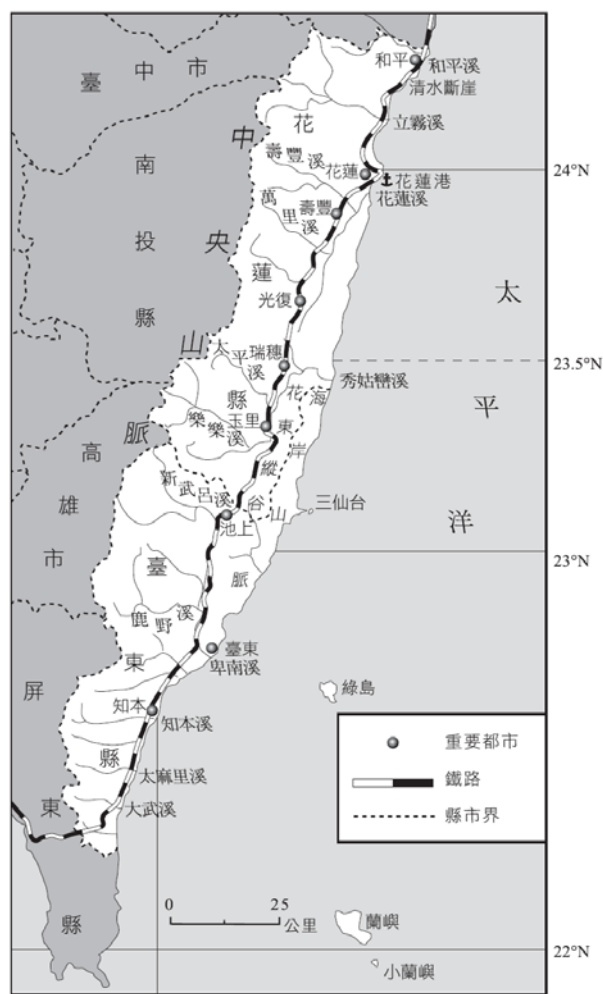 和平
和平溪
臺中市
清水斷崖
花蓮縣
立霧溪
中央山脈
壽豐溪
花蓮
花蓮港
24°N
南投縣
花蓮溪
萬里溪
壽豐
太平洋
光復
太平溪
瑞穗
23.5°N
秀姑巒溪
花東縱谷
海岸山脈
樂樂溪
玉里
高雄市
新武呂溪
三仙台
池上
23°N
臺東縣
鹿野溪
臺東
卑南溪
屏東縣
綠島
知本
知本溪
重要都市
鐵路
縣市界
太麻里溪
大武溪
0 25
公里
蘭嶼
22°N
小蘭嶼